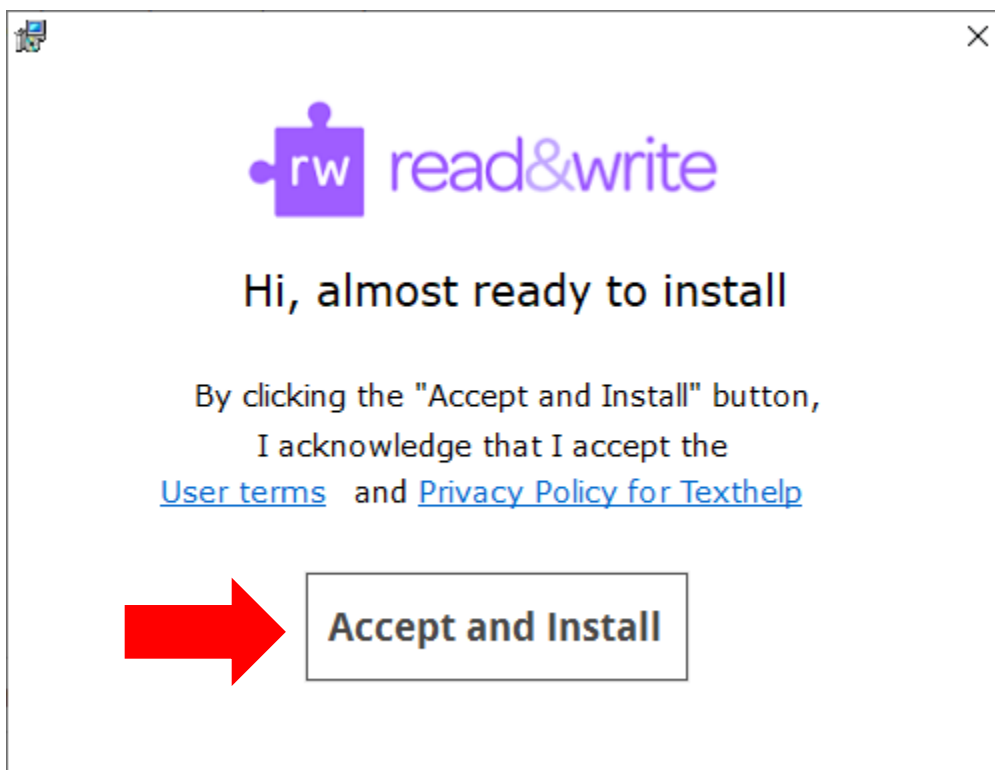 rw read&write
Hi, almost ready to install
By clicking the "Accept and Install" button,
I acknowledge that I accept the
User terms and Privacy Policy for Texthelp
Accept and Install